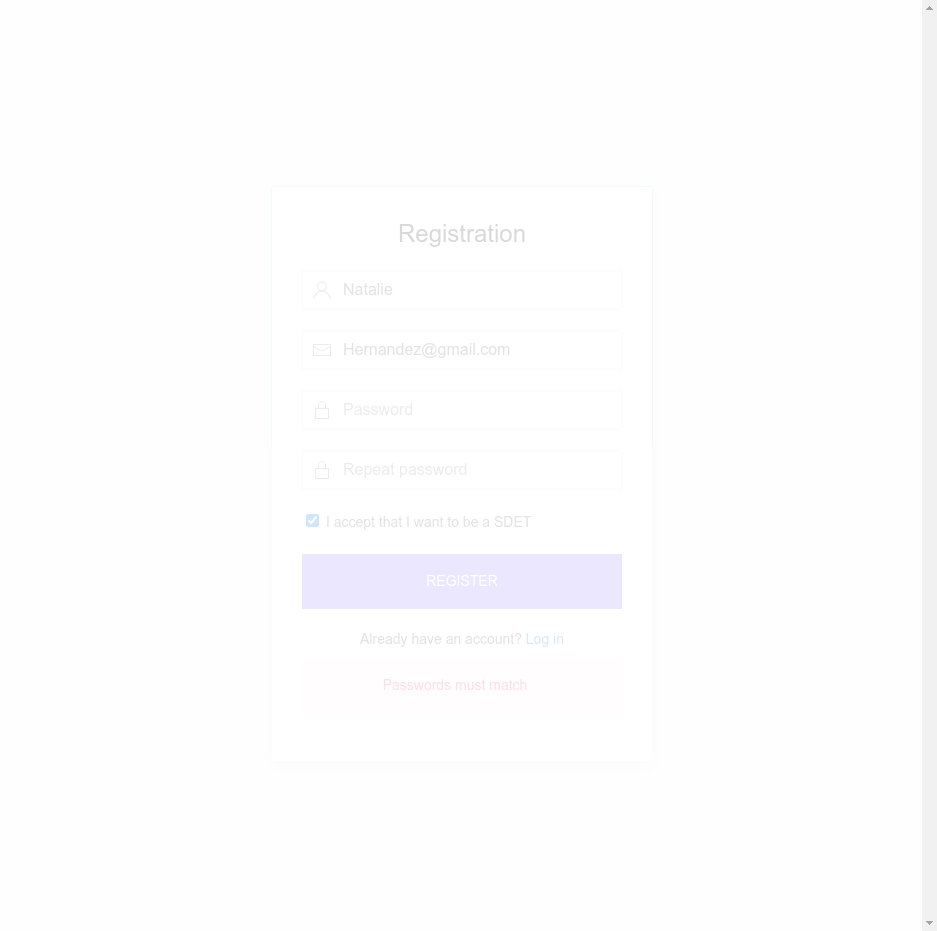 Registration
Natalie
Hernandez@gmail.com
Password
Repeat password
I accept that I want to be a SDET
REGISTER
Already have an account? Log in
Passwords must match